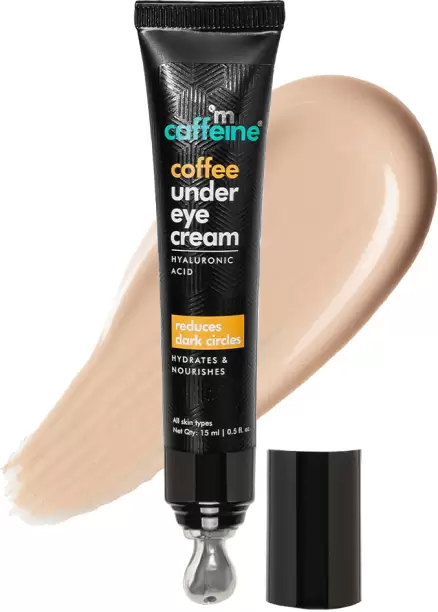 'm
caffeine®
coffee
under
eye
cream
HYALURONIC
ACID
reduces
dark circles
HYDRATES &
NOURISHES
All skin types
Net Qty: 15 ml | 0.5 fl. oz